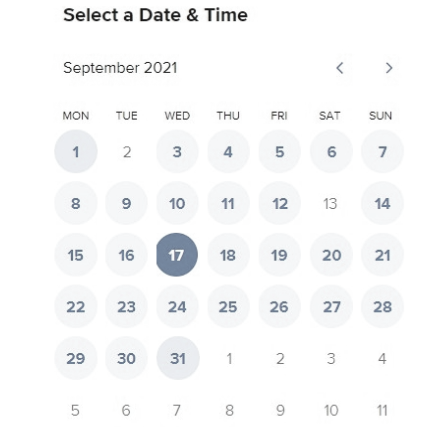 Select a Date & Time
September 2021
MON TUE WED THU FRI SAT SUN
1 2 3 4 5 6 7
8 9 10 11 12 13 14
15 16 17 18 19 20 21
22 23 24 25 26 27 28
29 30 31 1 2 3 4
5 6 7 8 9 10 11